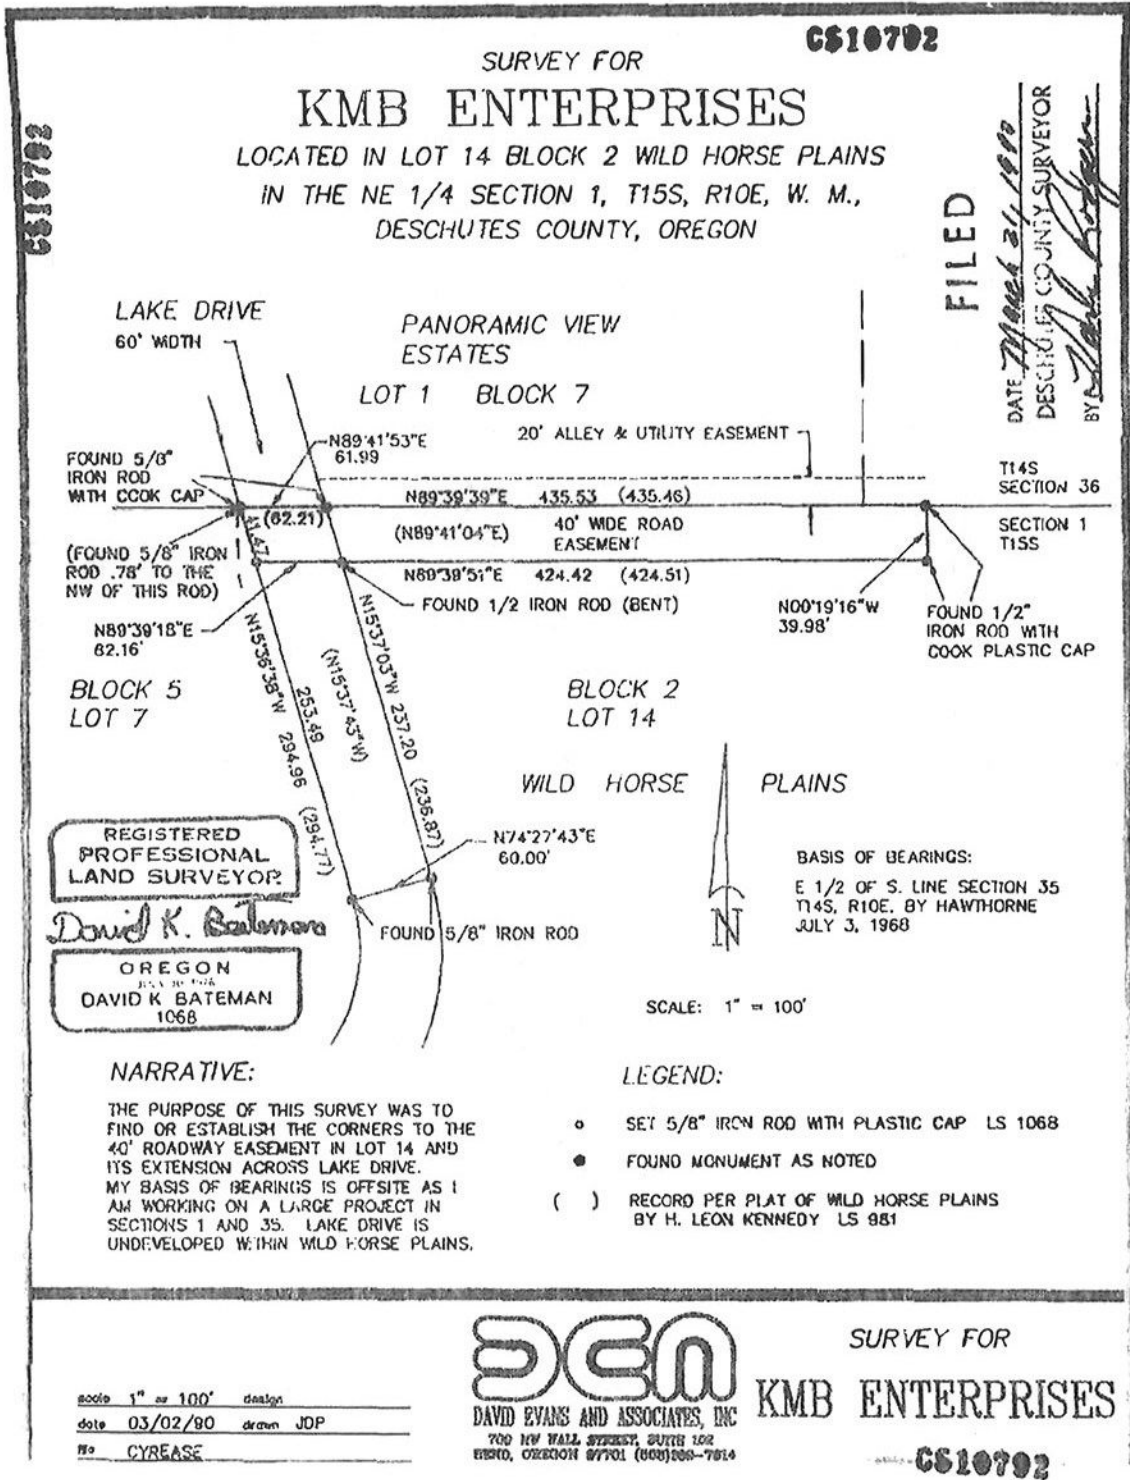 CS10792
CS10792
SURVEY FOR
KMB ENTERPRISES
LOCATED IN LOT 14 BLOCK 2 WILD HORSE PLAINS
IN THE NE 1/4 SECTION 1, T15S, R10E, W. M.,
DESCHUTES COUNTY, OREGON
FILED
DATE March 21, 1990
DESCHUTES COUNTY SURVEYOR
BY
LAKE DRIVE
60' WIDTH
PANORAMIC VIEW
ESTATES
LOT 1 BLOCK 7
N89°41'53"E
61.99
20' ALLEY & UTILITY EASEMENT
FOUND 5/8"
IRON ROD
WITH COOK CAP
T14S
SECTION 36
N89°39'39"E 435.53 (435.46)
(62.21)
(N89°41'04"E)
40' WIDE ROAD
EASEMENT
SECTION 1
T15S
41.47
(FOUND 5/8" IRON
ROD .78' TO THE
NW OF THIS ROD)
N89°39'51"E 424.42 (424.51)
FOUND 1/2 IRON ROD (BENT)
N00°19'16"W
39.98'
FOUND 1/2"
IRON ROD WITH
COOK PLASTIC CAP
N89°39'18"E
62.16'
N15°36'38"W 294.96 (294.77)
253.49
(N15°37'43"W)
N15°37'03"W 237.20 (236.87)
BLOCK 5
LOT 7
BLOCK 2
LOT 14
WILD HORSE PLAINS
N74°27'43"E
60.00'
REGISTERED
PROFESSIONAL
LAND SURVEYOR
David K. Bateman
OREGON
DAVID K BATEMAN
1068
FOUND 5/8" IRON ROD
N
BASIS OF BEARINGS:
E 1/2 OF S. LINE SECTION 35
T14S, R10E. BY HAWTHORNE
JULY 3, 1968
SCALE: 1" = 100'
NARRATIVE:
THE PURPOSE OF THIS SURVEY WAS TO
FIND OR ESTABLISH THE CORNERS TO THE
40' ROADWAY EASEMENT IN LOT 14 AND
ITS EXTENSION ACROSS LAKE DRIVE.
MY BASIS OF BEARINGS IS OFFSITE AS I
AM WORKING ON A LARGE PROJECT IN
SECTIONS 1 AND 35. LAKE DRIVE IS
UNDEVELOPED WITHIN WILD HORSE PLAINS.
LEGEND:
SET 5/8" IRON ROD WITH PLASTIC CAP LS 1068
FOUND MONUMENT AS NOTED
( ) RECORD PER PLAT OF WILD HORSE PLAINS
BY H. LEON KENNEDY LS 981
scale 1" = 100' design
date 03/02/90 drawn JDP
No CYREASE
DEA
DAVID EVANS AND ASSOCIATES, INC
700 NW WALL STREET, SUITE 102
BEND, OREGON 97701
SURVEY FOR
KMB ENTERPRISES
CS10792